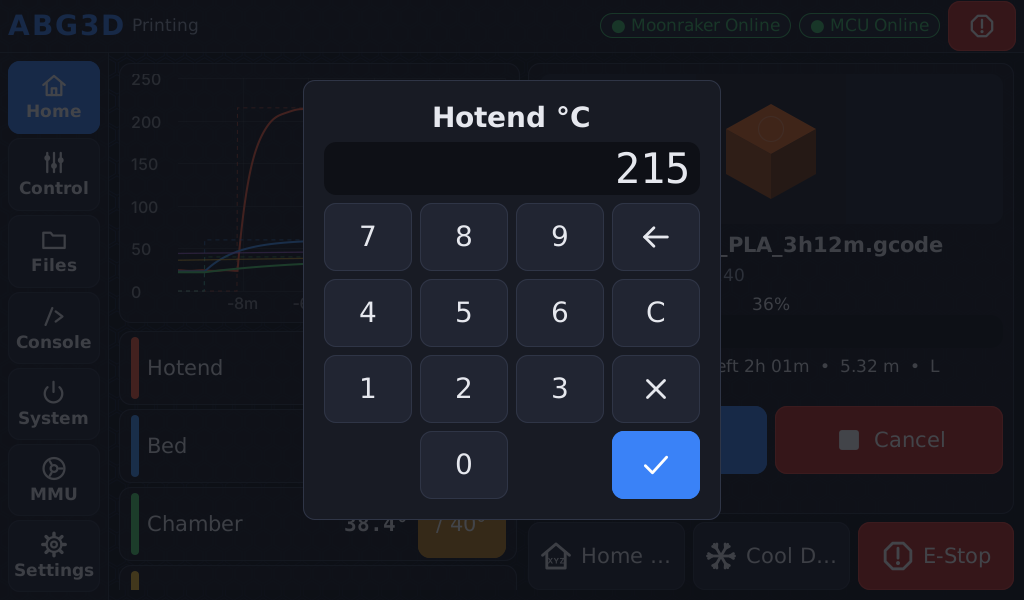 ABG3D Printing
Moonraker Online
MCU Online
Home
Control
Files
Console
System
MMU
Settings
250
200
150
100
50
0
-8m
Hotend
Bed
Chamber
38.4°
/ 40°
Hotend °C
215
7 8 9 ←
4 5 6 C
1 2 3
0
_PLA_3h12m.gcode
40
36%
eft 2h 01m • 5.32 m • L
Cancel
XYZ
Home ...
Cool D...
E-Stop